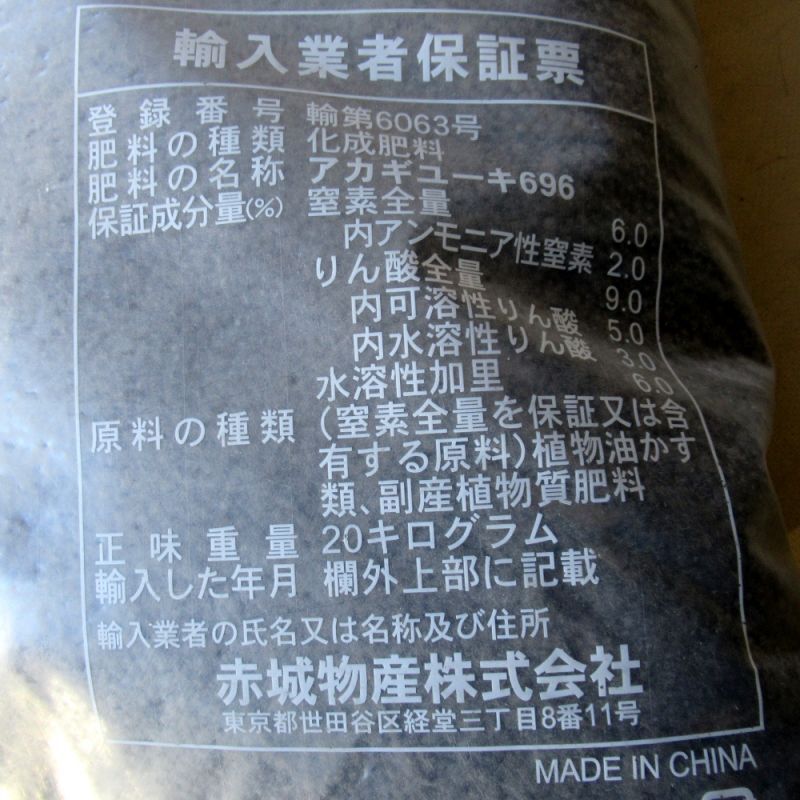 輸入業者保証票
登録番号 輸第6063号
肥料の種類 化成肥料
肥料の名称 アカギユーキ696
保証成分量(%) 窒素全量 6.0
内アンモニア性窒素 2.0
りん酸全量 9.0
内可溶性りん酸 5.0
内水溶性りん酸 3.0
水溶性加里 6.0
原料の種類 (窒素全量を保証又は含
有する原料)植物油かす
類、副産植物質肥料
正味重量 20キログラム
輸入した年月 欄外上部に記載
輸入業者の氏名又は名称及び住所
赤城物産株式会社
東京都世田谷区経堂三丁目8番11号
MADE IN CHINA